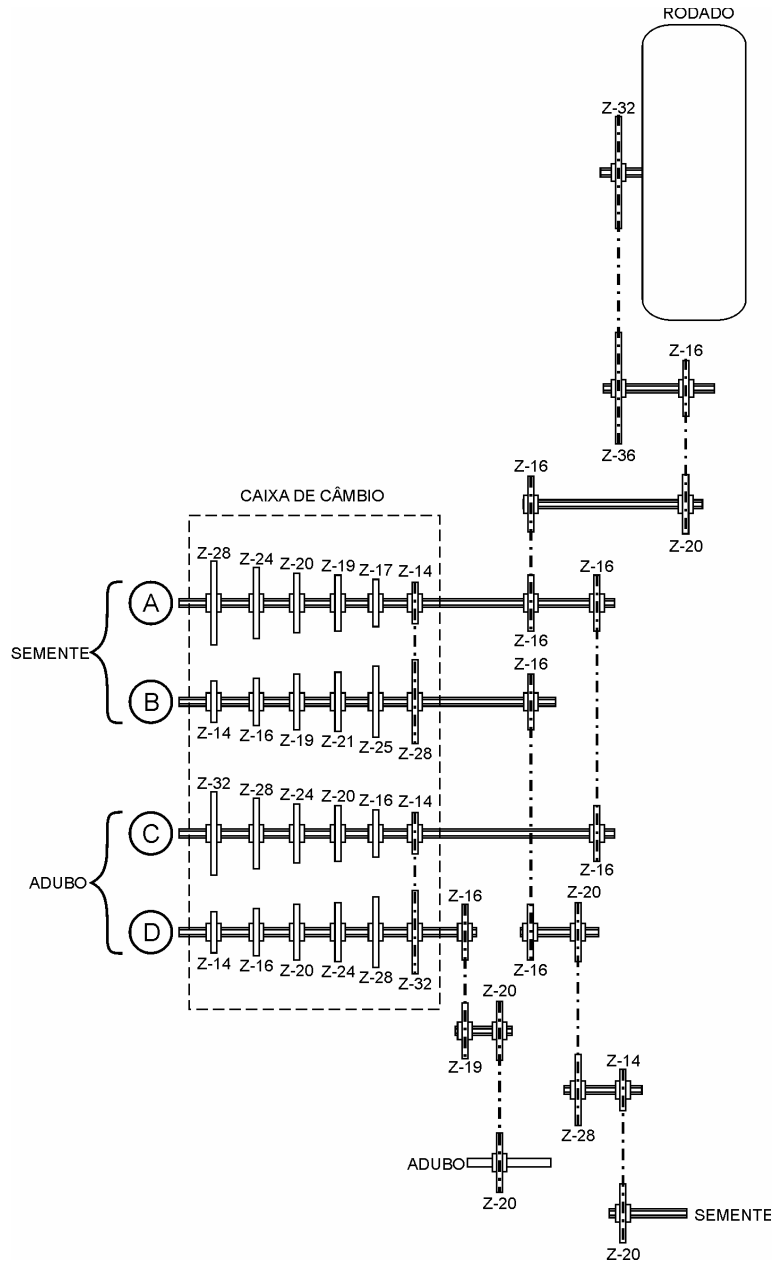 RODADO
Z-32
Z-16
Z-36
Z-16
Z-20
CAIXA DE CÂMBIO
Z-28 Z-24 Z-20 Z-19 Z-17 Z-14 Z-16
A
Z-16
SEMENTE
Z-16
B
Z-14 Z-16 Z-19 Z-21 Z-25 Z-28
Z-32 Z-28 Z-24 Z-20 Z-16 Z-14
C
Z-16
ADUBO
Z-16 Z-20
D
Z-14 Z-16 Z-20 Z-24 Z-28 Z-32 Z-16
Z-20
Z-19
Z-14
Z-28
ADUBO
Z-20
SEMENTE
Z-20